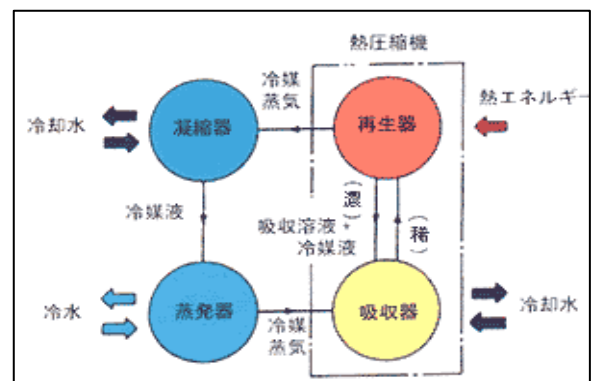 熱圧縮機
冷媒
蒸気
熱エネルギー
冷却水
凝縮器
再生器
冷媒液
(濃)
(稀)
吸収溶液+
冷媒液
冷水
蒸発器
冷媒
蒸気
吸収器
冷却水